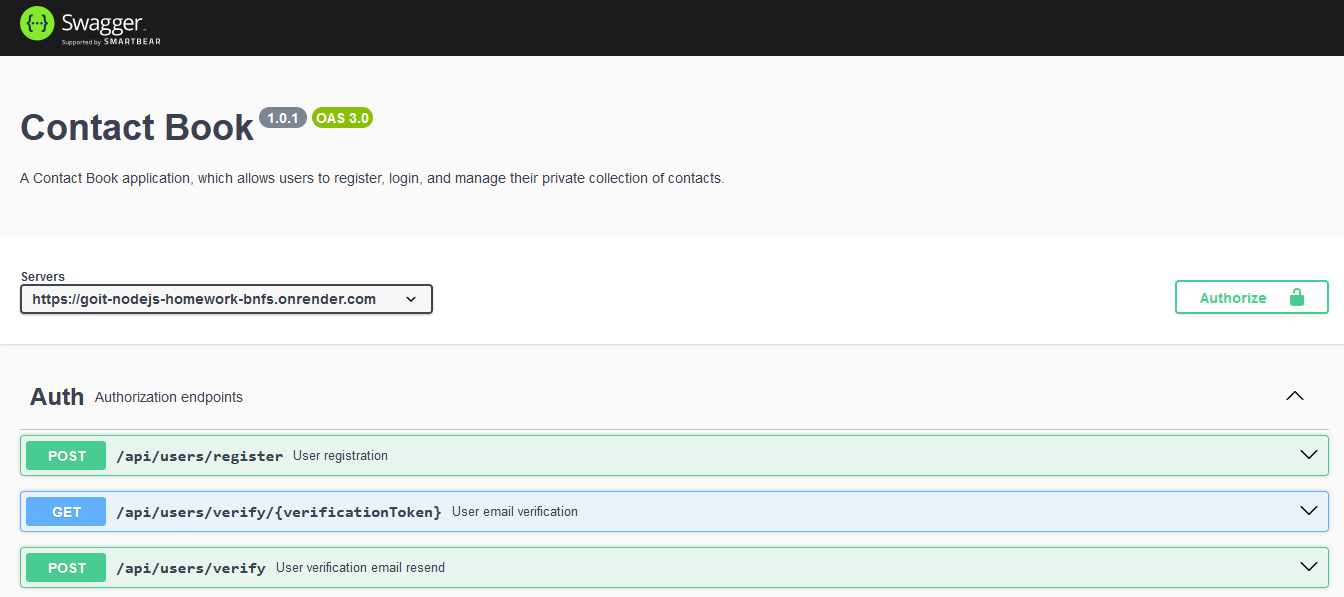 {···} Swagger
Supported by SMARTBEAR
Contact Book 1.0.1 OAS 3.0
A Contact Book application, which allows users to register, login, and manage their private collection of contacts.
Servers
https://goit-nodejs-homework-bnfs.onrender.com
Authorize
Auth Authorization endpoints
POST /api/users/register User registration
GET /api/users/verify/{verificationToken} User email verification
POST /api/users/verify User verification email resend